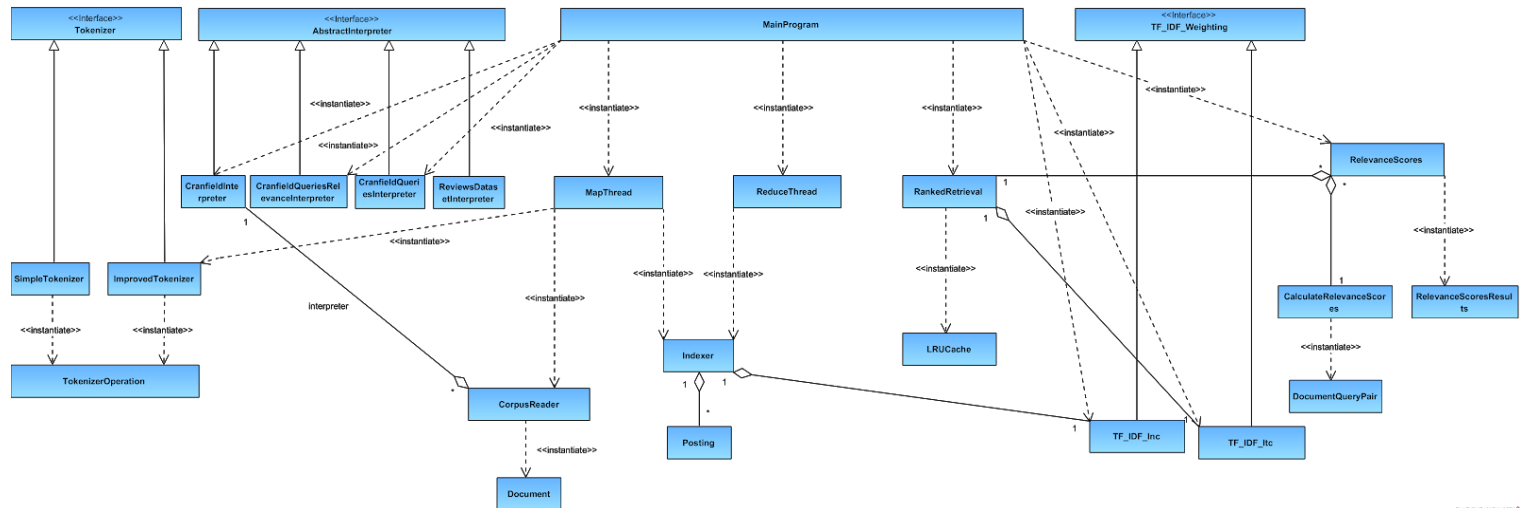 <<Interface>>
Tokenizer
<<Interface>>
AbstractInterpreter
MainProgram
<<Interface>>
TF_IDF_Weighting
<<instantiate>>
<<instantiate>>
<<instantiate>>
<<instantiate>>
<<instantiate>>
<<instantiate>>
<<instantiate>>
<<instantiate>>
CranfieldInte
rpreter
CranfieldQueriesRel
evanceInterpreter
CranfieldQueri
esInterpreter
ReviewsDatas
etInterpreter
MapThread
ReduceThread
RankedRetrieval
RelevanceScores
1
*
*
1
1
<<instantiate>>
<<instantiate>>
<<instantiate>>
SimpleTokenizer
ImprovedTokenizer
<<instantiate>>
<<instantiate>>
<<instantiate>>
<<instantiate>>
1
CalculateRelevanceScor
es
RelevanceScoresResul
ts
interpreter
<<instantiate>>
<<instantiate>>
<<instantiate>>
Indexer
LRUCache
TokenizerOperation
1
1
*
CorpusReader
DocumentQueryPair
*
1
1
Posting
TF_IDF_lnc
TF_IDF_ltc
<<instantiate>>
Document